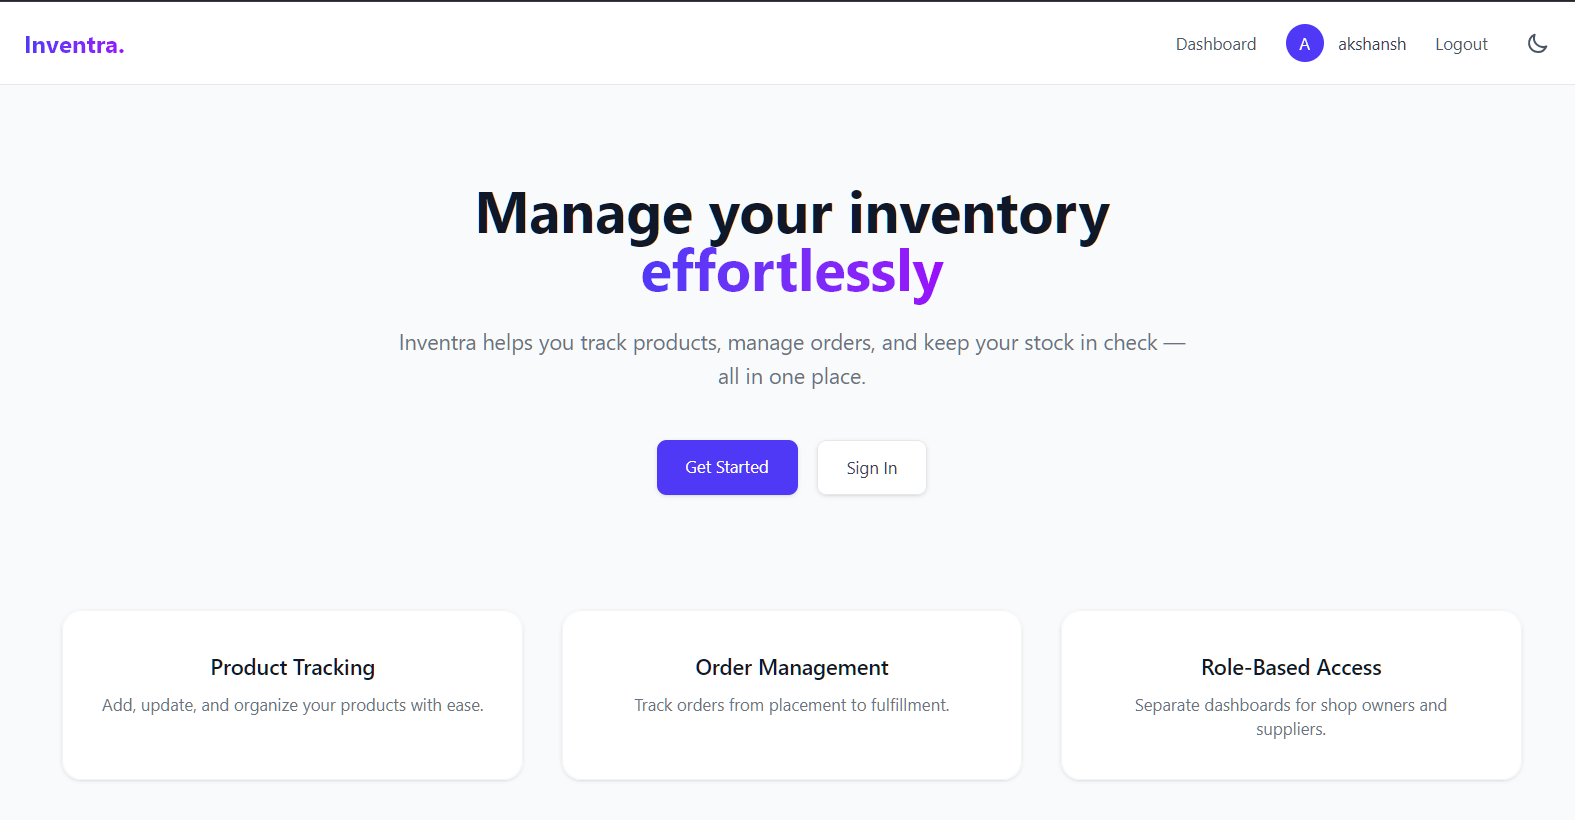 Inventra.
Dashboard
A
akshansh
Logout
Manage your inventory
effortlessly
Inventra helps you track products, manage orders, and keep your stock in check —
all in one place.
Get Started
Sign In
Product Tracking
Add, update, and organize your products with ease.
Order Management
Track orders from placement to fulfillment.
Role-Based Access
Separate dashboards for shop owners and
suppliers.